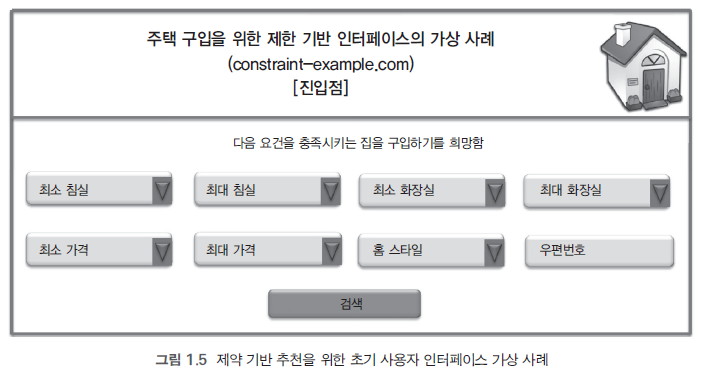 주택 구입을 위한 제한 기반 인터페이스의 가상 사례
(constraint-example.com)
[진입점]
다음 요건을 충족시키는 집을 구입하기를 희망함
최소 침실 최대 침실 최소 화장실 최대 화장실
최소 가격 최대 가격 홈 스타일 우편번호
검색
그림 1.5 제약 기반 추천을 위한 초기 사용자 인터페이스 가상 사례